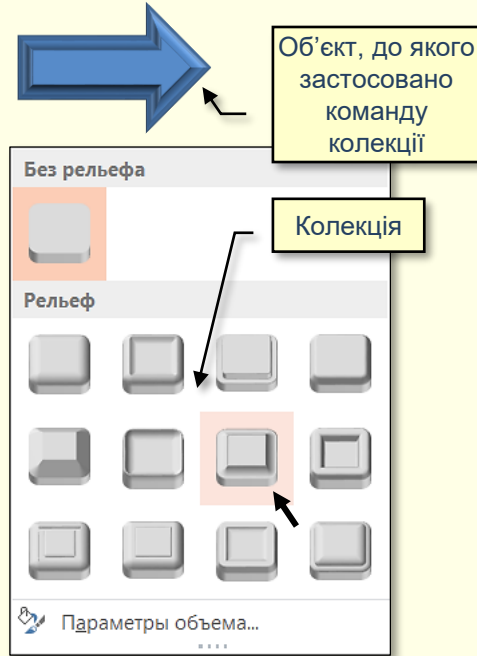 Об’єкт, до якого
застосовано
команду
колекції
Без рельефа
Колекція
Рельеф
Параметры объема...